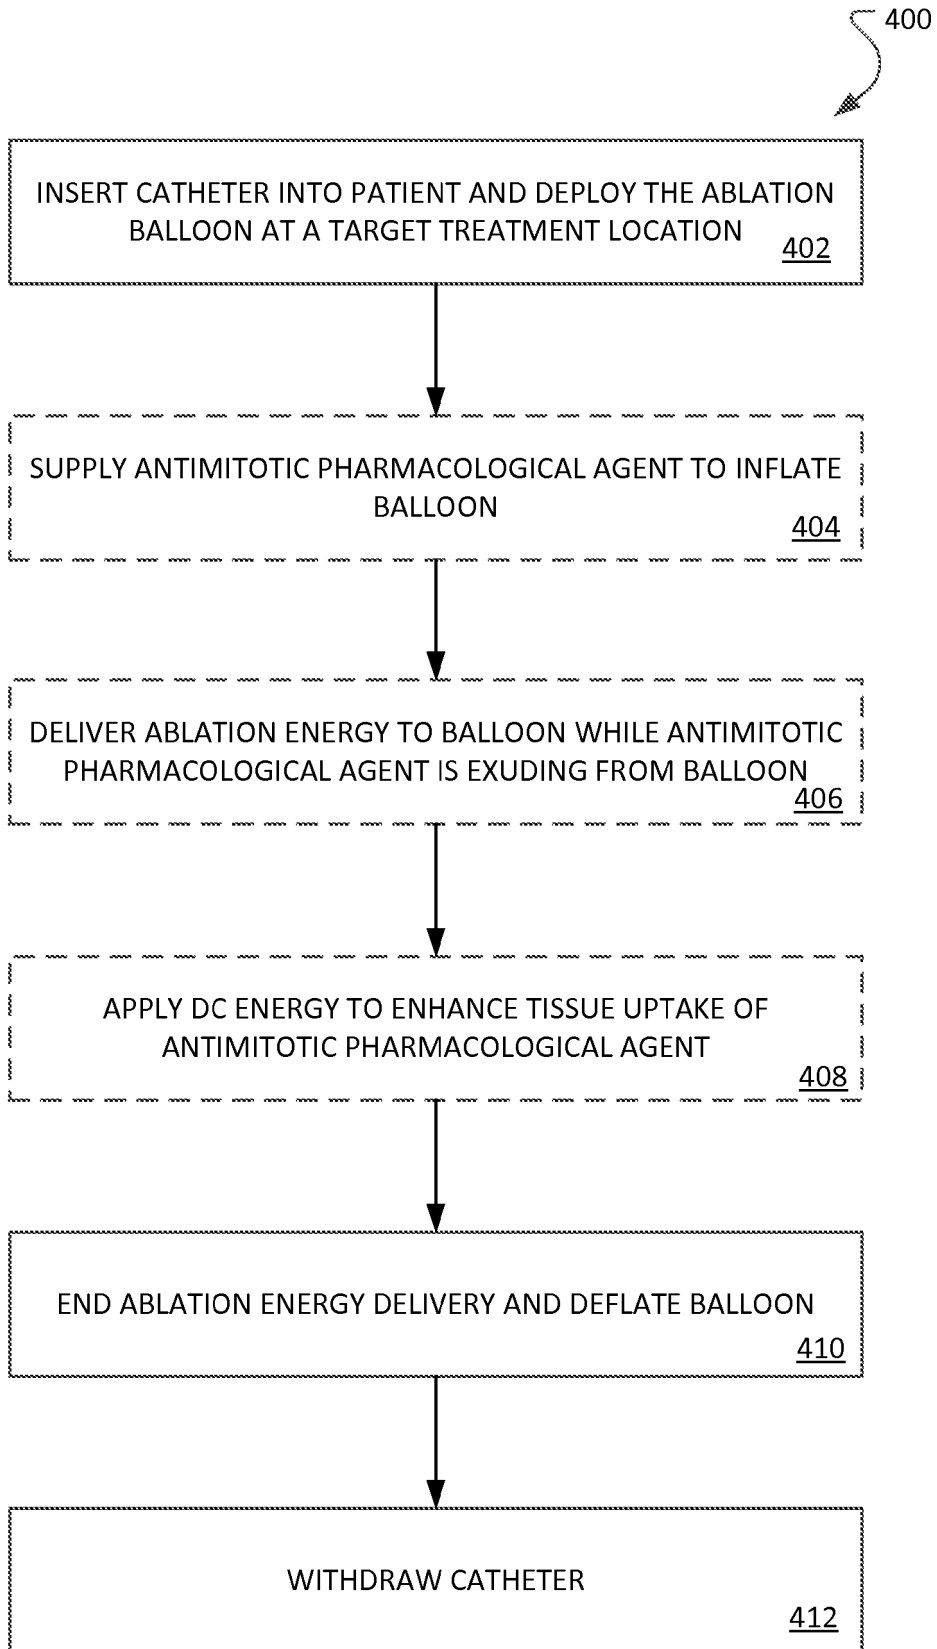 400
INSERT CATHETER INTO PATIENT AND DEPLOY THE ABLATION
BALLOON AT A TARGET TREATMENT LOCATION
402
SUPPLY ANTIMITOTIC PHARMACOLOGICAL AGENT TO INFLATE
BALLOON
404
DELIVER ABLATION ENERGY TO BALLOON WHILE ANTIMITOTIC
PHARMACOLOGICAL AGENT IS EXUDING FROM BALLOON
406
APPLY DC ENERGY TO ENHANCE TISSUE UPTAKE OF
ANTIMITOTIC PHARMACOLOGICAL AGENT
408
END ABLATION ENERGY DELIVERY AND DEFLATE BALLOON
410
WITHDRAW CATHETER
412